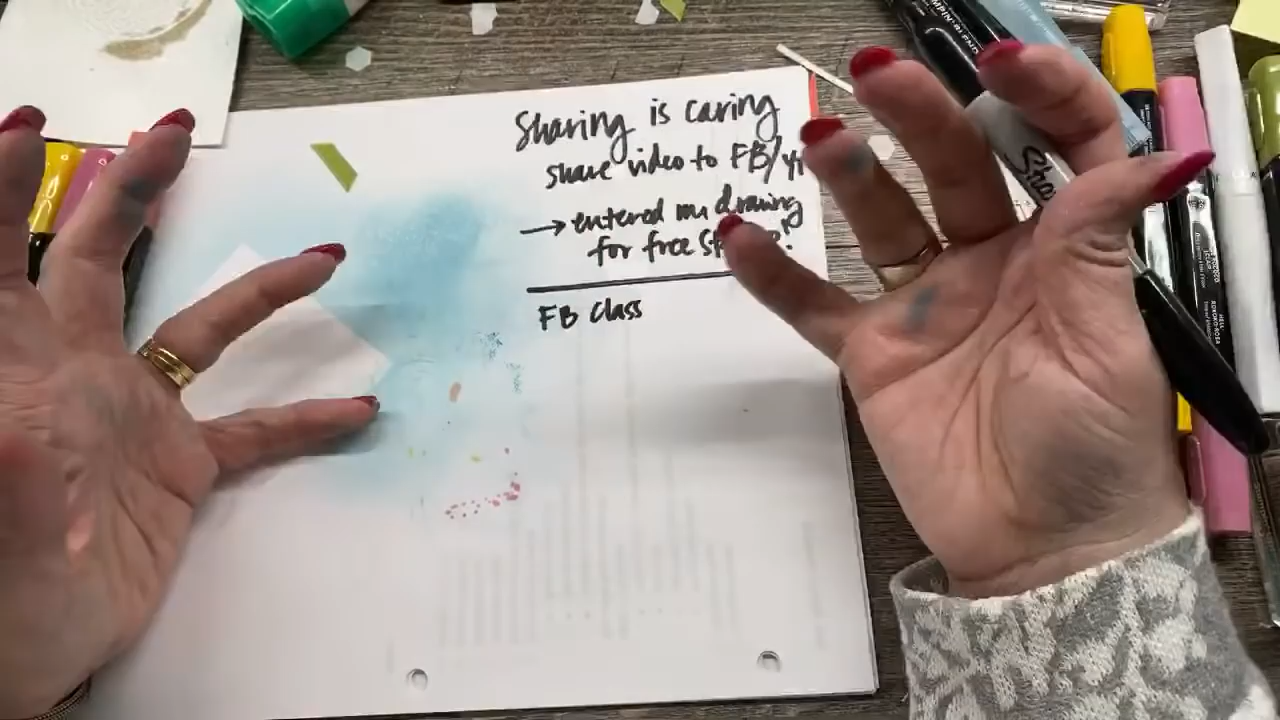 Sharing is caring
share video to FB/
→ entered in drawing
for free
FB Class